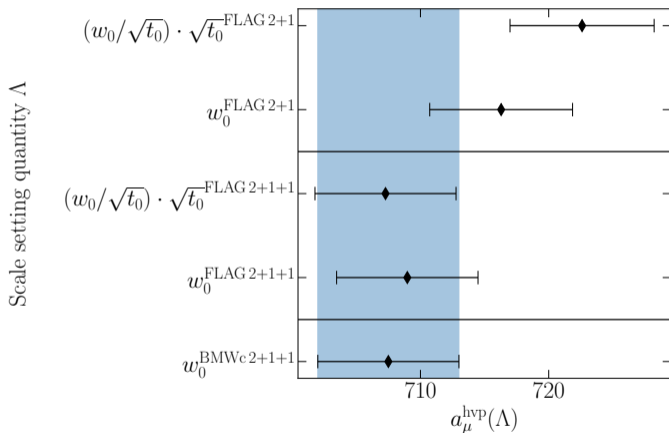 Scale setting quantity Λ
(w₀/√t₀) · √t₀^FLAG 2+1
w₀^FLAG 2+1
(w₀/√t₀) · √t₀^FLAG 2+1+1
w₀^FLAG 2+1+1
w₀^BMWc 2+1+1
710 720
a_μ^hvp(Λ)